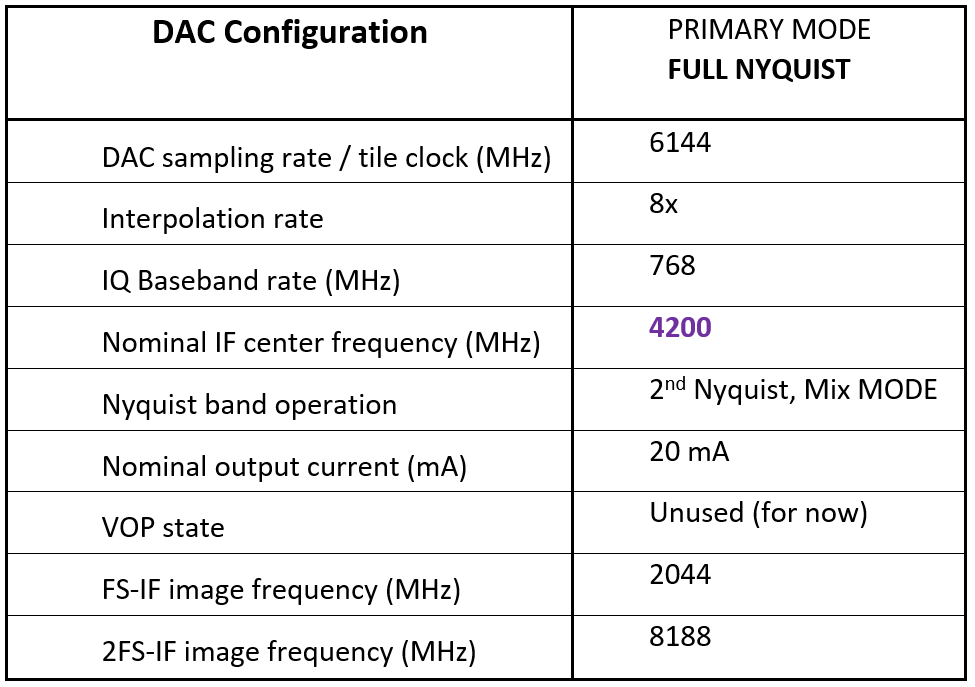 DAC Configuration
PRIMARY MODE
FULL NYQUIST
DAC sampling rate / tile clock (MHz)
6144
Interpolation rate
8x
IQ Baseband rate (MHz)
768
Nominal IF center frequency (MHz)
4200
Nyquist band operation
2nd Nyquist, Mix MODE
Nominal output current (mA)
20 mA
VOP state
Unused (for now)
FS-IF image frequency (MHz)
2044
2FS-IF image frequency (MHz)
8188